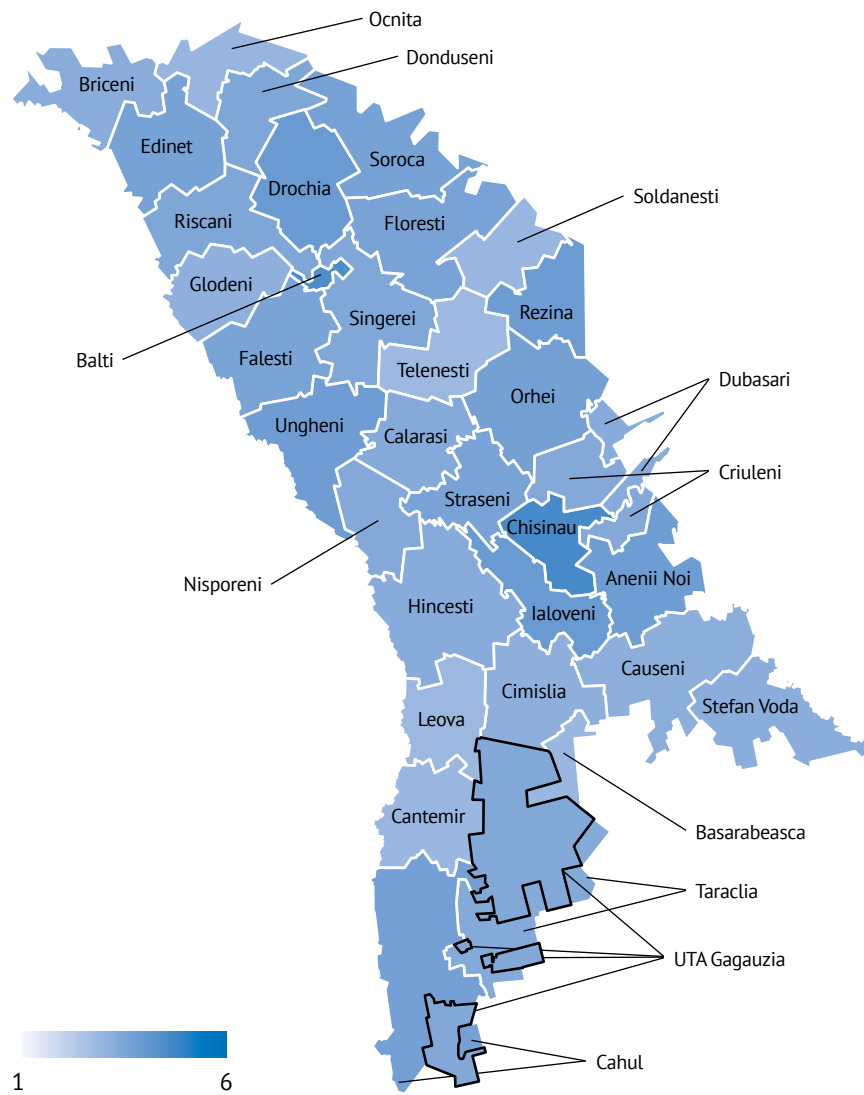 Ocnita
Donduseni
Briceni
Edinet
Soroca
Drochia
Soldanesti
Riscani
Floresti
Glodeni
Rezina
Singerei
Balti
Falesti
Telenesti
Dubasari
Orhei
Ungheni
Calarasi
Criuleni
Straseni
Chisinau
Nisporeni
Anenii Noi
Hincesti
Ialoveni
Causeni
Cimislia
Stefan Voda
Leova
Cantemir
Basarabeasca
Taraclia
UTA Gagauzia
Cahul
1 6